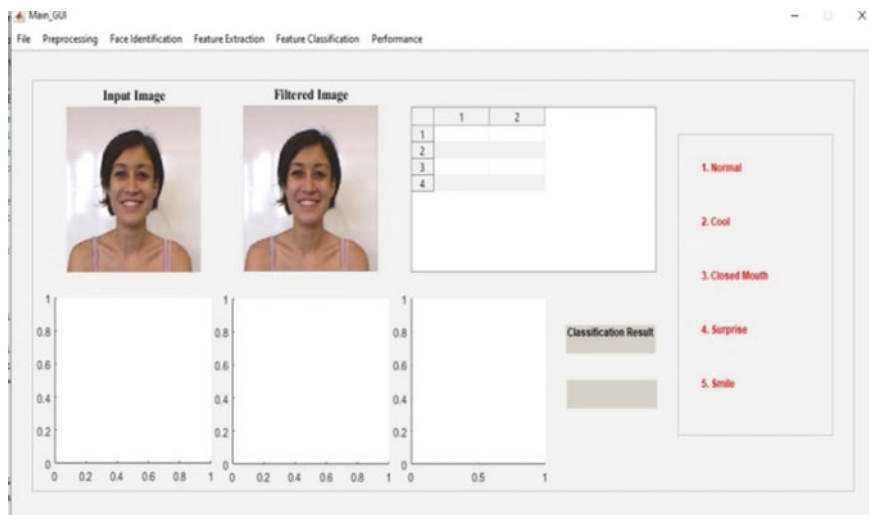 Main_GUI
File Preprocessing Face Identification Feature Extraction Feature Classification Performance
Input Image
Filtered Image
1 2
1
2
3
4
1. Normal
2. Cool
3. Closed Mouth
4. Surprise
5. Smile
Classification Result
1
0.8
0.6
0.4
0.2
0
0 0.2 0.4 0.6 0.8 1
1
0.8
0.6
0.4
0.2
0
0 0.2 0.4 0.6 0.8 1
1
0.8
0.6
0.4
0.2
0
0 0.5 1